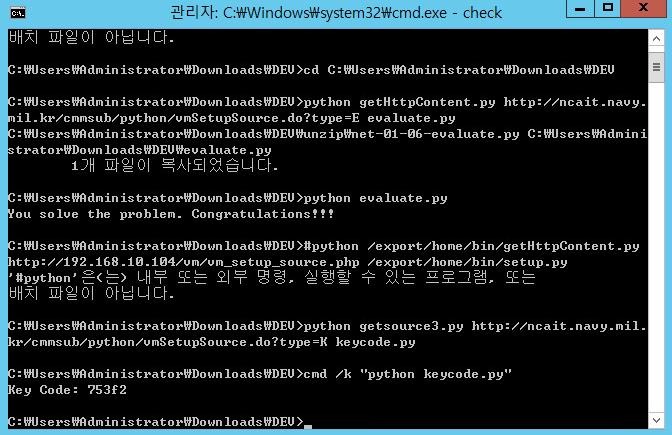 관리자: C:₩Windows₩system32₩cmd.exe - check
배치 파일이 아닙니다.
C:₩Users₩Administrator₩Downloads₩DEV>cd C:₩Users₩Administrator₩Downloads₩DEV
C:₩Users₩Administrator₩Downloads₩DEV>python getHttpContent.py http://ncait.navy.
mil.kr/cmmsub/python/vmSetupSource.do?type=E evaluate.py
C:₩Users₩Administrator₩Downloads₩DEV₩unzip₩net-01-06-evaluate.py C:₩Users₩Admini
strator₩Downloads₩DEV₩evaluate.py
1개 파일이 복사되었습니다.
C:₩Users₩Administrator₩Downloads₩DEV>python evaluate.py
You solve the problem. Congratulations!!!
C:₩Users₩Administrator₩Downloads₩DEV>#python /export/home/bin/getHttpContent.py
http://192.168.10.104/vm/vm_setup_source.php /export/home/bin/setup.py
'#python'은(는) 내부 또는 외부 명령, 실행할 수 있는 프로그램, 또는
배치 파일이 아닙니다.
C:₩Users₩Administrator₩Downloads₩DEV>python getsource3.py http://ncait.navy.mil.
kr/cmmsub/python/vmSetupSource.do?type=K keycode.py
C:₩Users₩Administrator₩Downloads₩DEV>cmd /k "python keycode.py"
Key Code: 753f2
C:₩Users₩Administrator₩Downloads₩DEV>